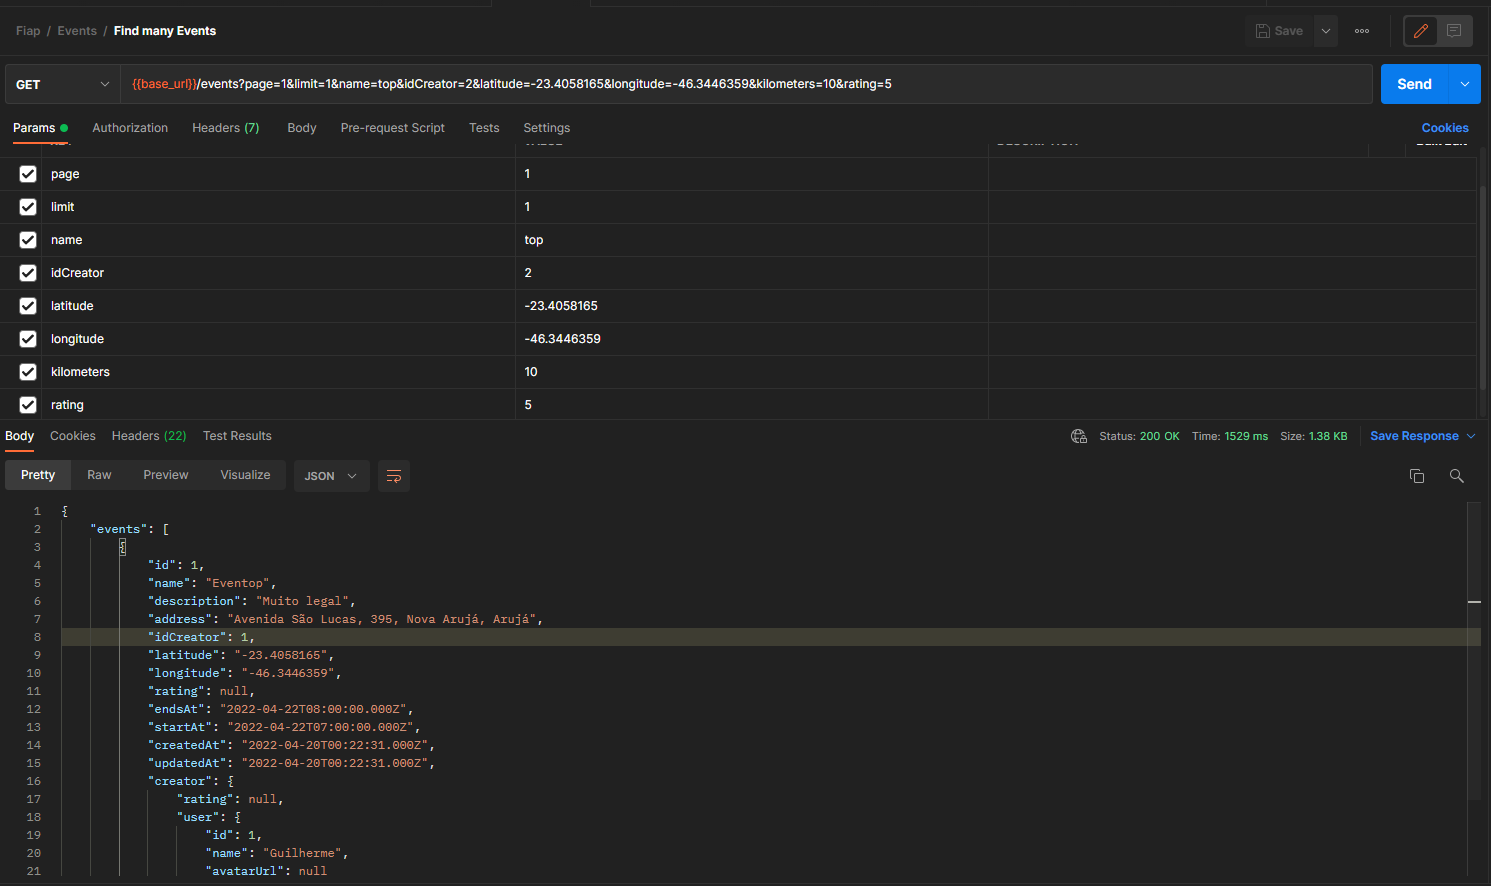 Fiap / Events / Find many Events
Save
GET
{{base_url}}/events?page=1&limit=1&name=top&idCreator=2&latitude=-23.4058165&longitude=-46.3446359&kilometers=10&rating=5
Send
Params Authorization Headers (7) Body Pre-request Script Tests Settings Cookies
page 1
limit 1
name top
idCreator 2
latitude -23.4058165
longitude -46.3446359
kilometers 10
rating 5
Body Cookies Headers (22) Test Results Status: 200 OK Time: 1529 ms Size: 1.38 KB Save Response
Pretty Raw Preview Visualize JSON
1 {
2 "events": [
3 {
4 "id": 1,
5 "name": "Eventop",
6 "description": "Muito legal",
7 "address": "Avenida São Lucas, 395, Nova Arujá, Arujá",
8 "idCreator": 1,
9 "latitude": "-23.4058165",
10 "longitude": "-46.3446359",
11 "rating": null,
12 "endsAt": "2022-04-22T08:00:00.000Z",
13 "startAt": "2022-04-22T07:00:00.000Z",
14 "createdAt": "2022-04-20T00:22:31.000Z",
15 "updatedAt": "2022-04-20T00:22:31.000Z",
16 "creator": {
17 "rating": null,
18 "user": {
19 "id": 1,
20 "name": "Guilherme",
21 "avatarUrl": null